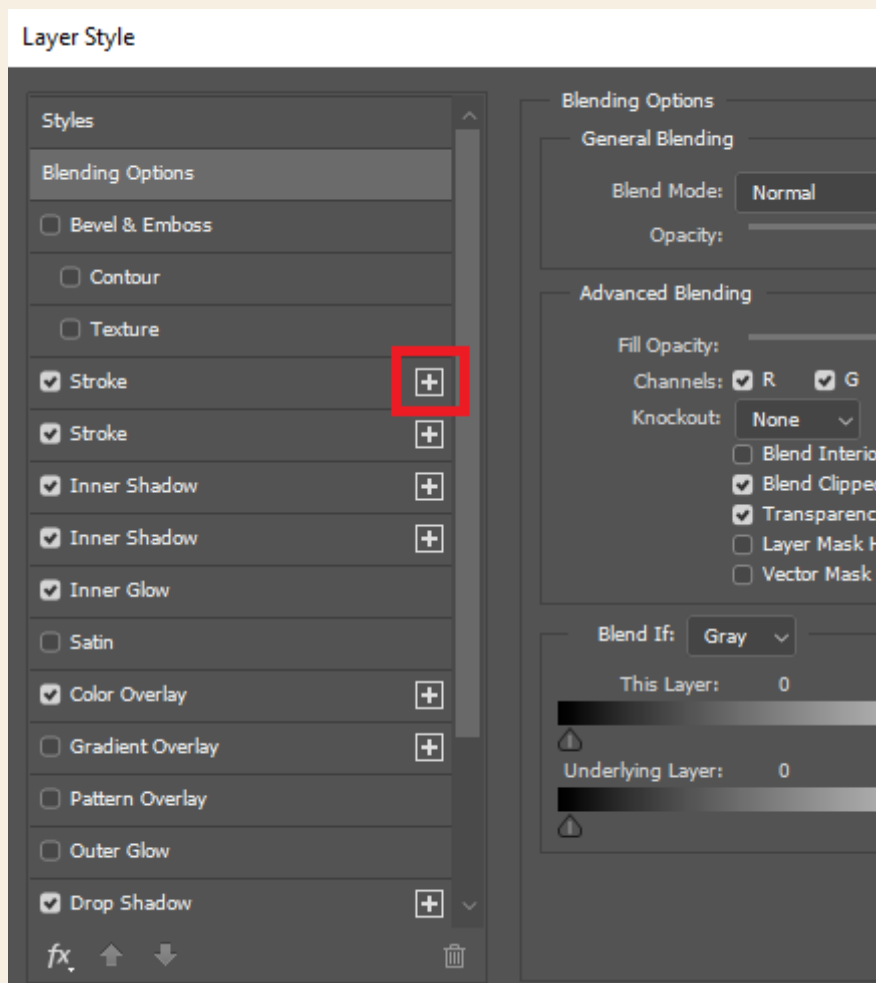 Layer Style
Styles
Blending Options
Bevel & Emboss
Contour
Texture
Stroke
Stroke
Inner Shadow
Inner Shadow
Inner Glow
Satin
Color Overlay
Gradient Overlay
Pattern Overlay
Outer Glow
Drop Shadow
fx
Blending Options
General Blending
Blend Mode: Normal
Opacity:
Advanced Blending
Fill Opacity:
Channels: R G
Knockout: None
Blend Interio
Blend Clippe
Transparenc
Layer Mask H
Vector Mask
Blend If: Gray
This Layer: 0
Underlying Layer: 0